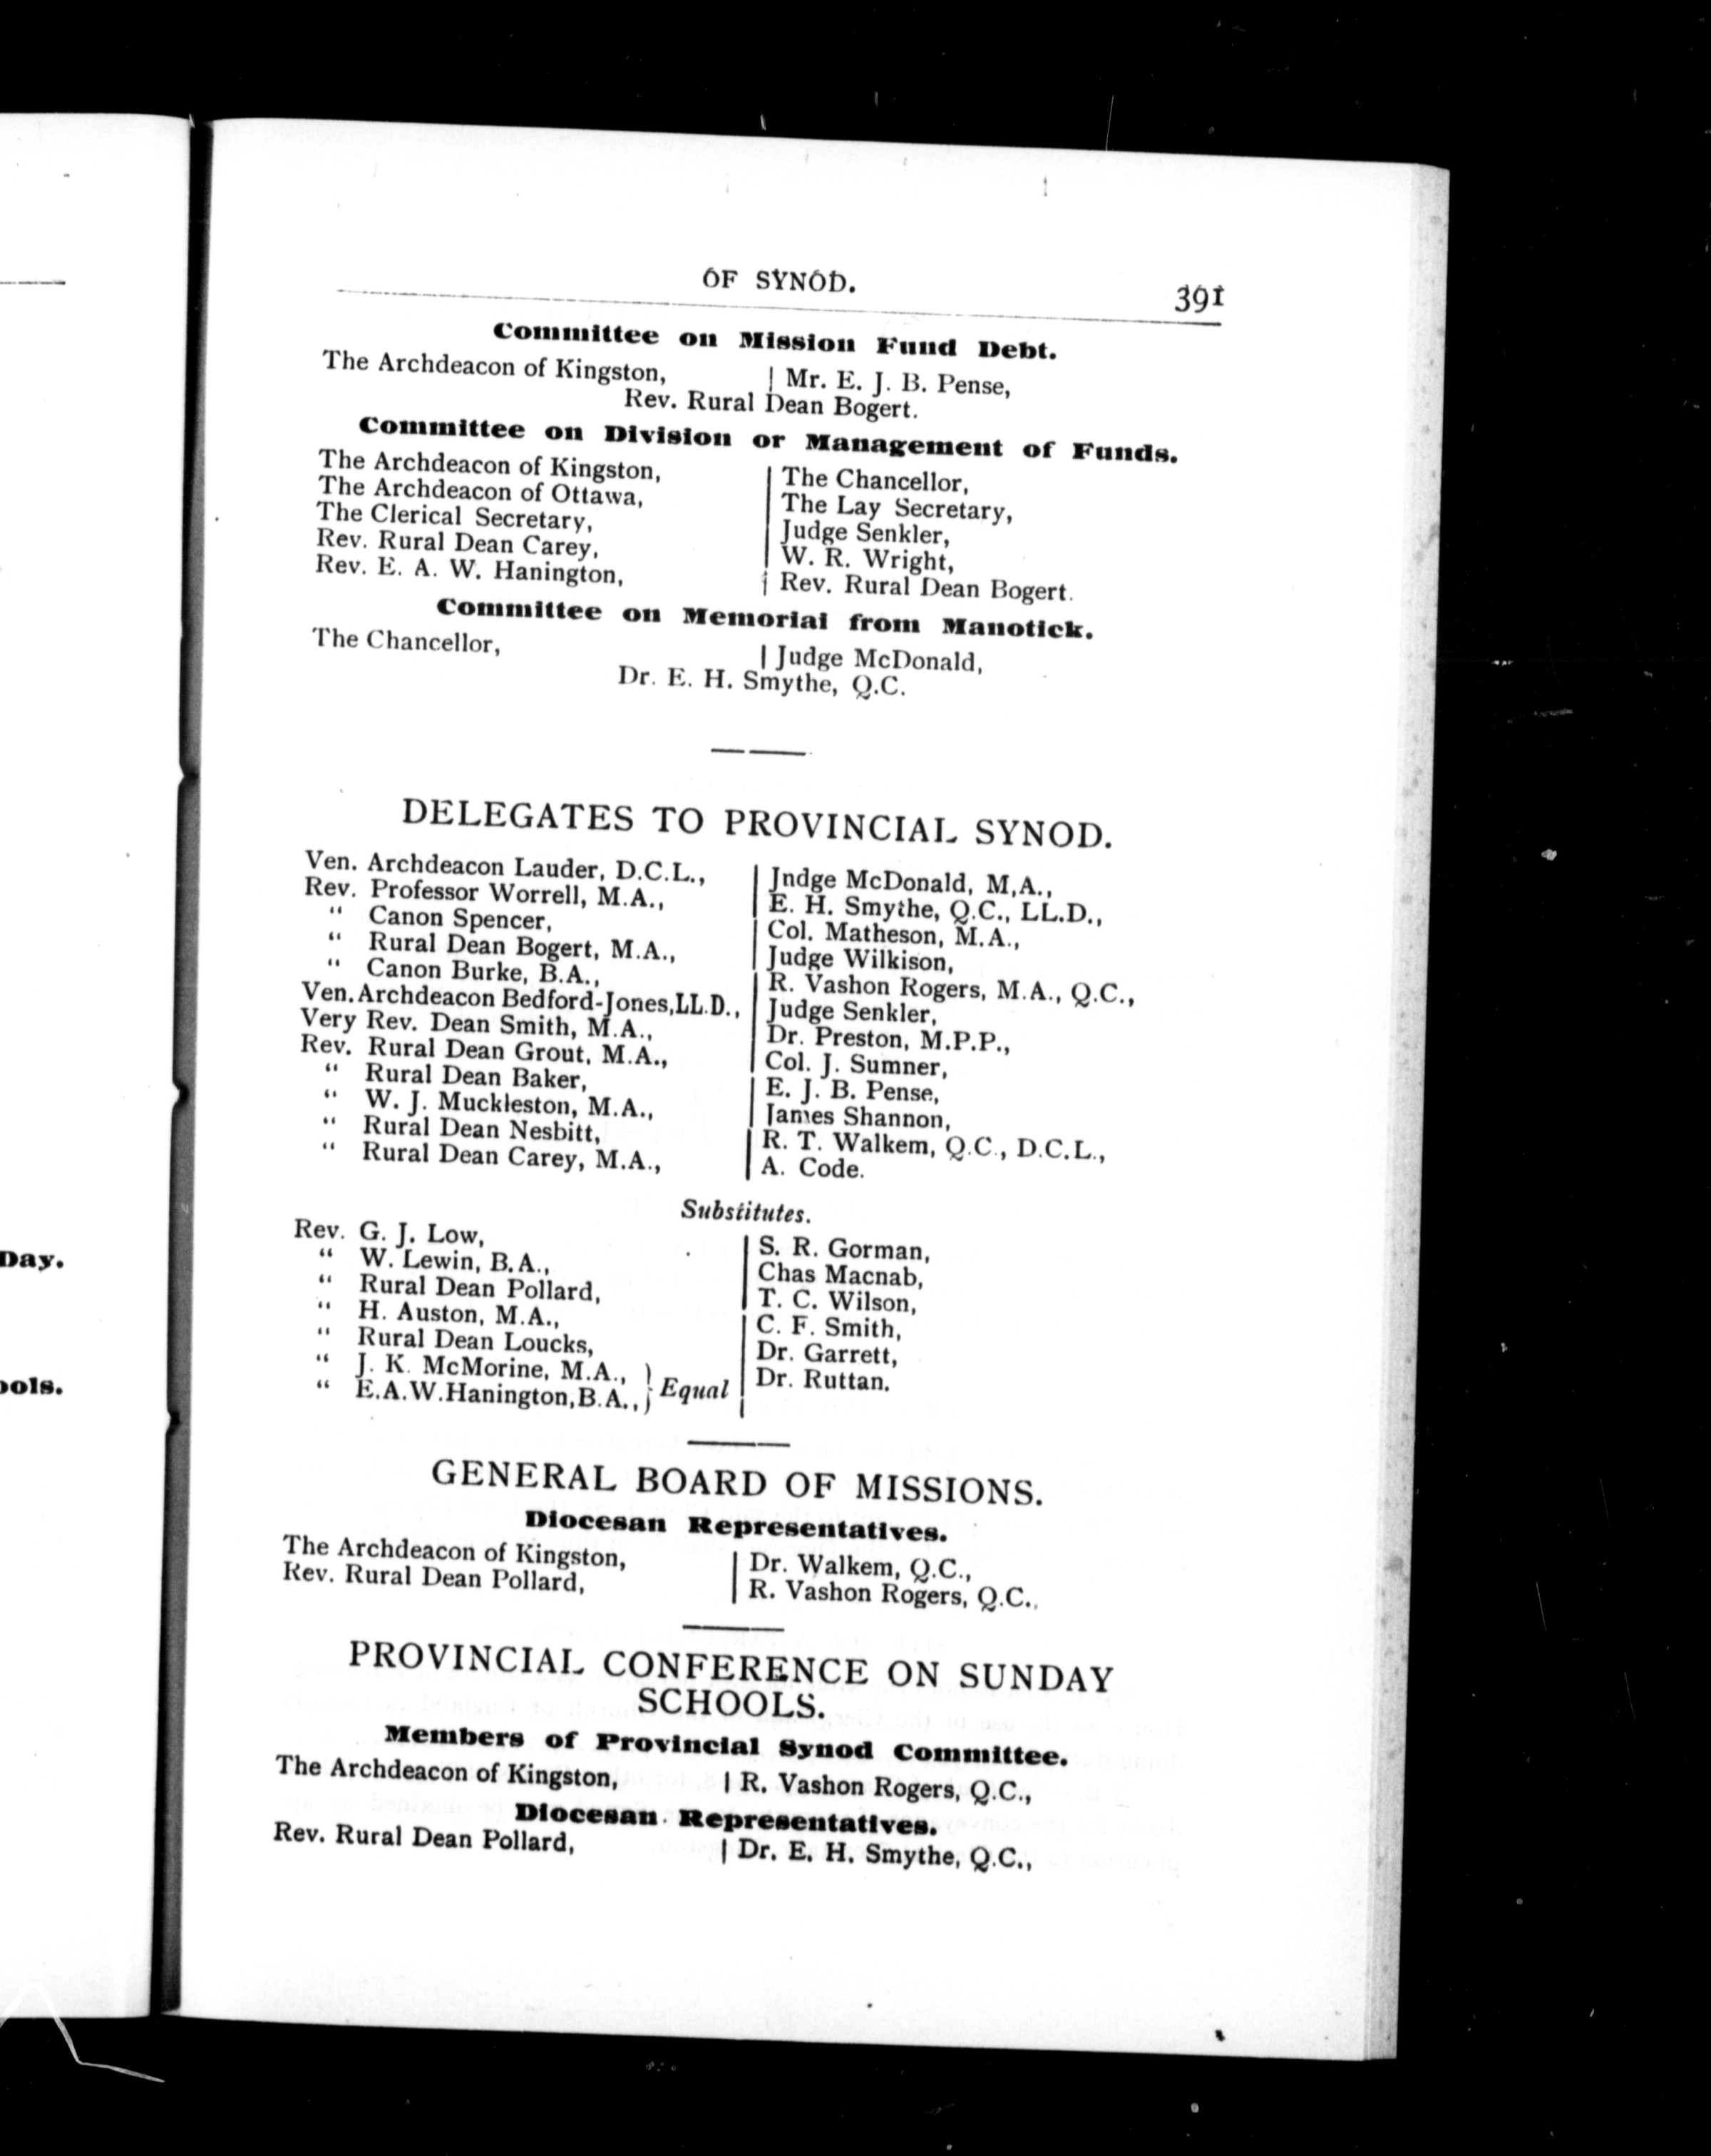 OF SYNOD. 391
Committee on Mission Fund Debt.
The Archdeacon of Kingston, | Mr. E. J. B. Pense,
Rev. Rural Dean Bogert.
Committee on Division or Management of Funds.
The Archdeacon of Kingston, | The Chancellor,
The Archdeacon of Ottawa, | The Lay Secretary,
The Clerical Secretary, | Judge Senkler,
Rev. Rural Dean Carey, | W. R. Wright,
Rev. E. A. W. Hanington, | Rev. Rural Dean Bogert.
Committee on Memorial from Manotick.
The Chancellor, | Judge McDonald,
Dr. E. H. Smythe, Q.C.
DELEGATES TO PROVINCIAL SYNOD.
Ven. Archdeacon Lauder, D.C.L., | Jndge McDonald, M,A.,
Rev. Professor Worrell, M.A., | E. H. Smythe, Q.C., LL.D.,
" Canon Spencer, | Col. Matheson, M.A.,
" Rural Dean Bogert, M.A., | Judge Wilkison,
" Canon Burke, B.A., | R. Vashon Rogers, M.A., Q.C.,
Ven. Archdeacon Bedford-Jones, LL.D., | Judge Senkler,
Very Rev. Dean Smith, M.A., | Dr. Preston, M.P.P.,
Rev. Rural Dean Grout, M.A., | Col. J. Sumner,
" Rural Dean Baker, | E. J. B. Pense,
" W. J. Muckleston, M.A., | James Shannon,
" Rural Dean Nesbitt, | R. T. Walkem, Q.C., D.C.L.,
" Rural Dean Carey, M.A., | A. Code.
Substitutes.
Rev. G. J. Low, | S. R. Gorman,
" W. Lewin, B.A., | Chas Macnab,
" Rural Dean Pollard, | T. C. Wilson,
" H. Auston, M.A., | C. F. Smith,
" Rural Dean Loucks, | Dr. Garrett,
" J. K. McMorine, M.A., } Equal | Dr. Ruttan.
" E.A.W.Hanington, B.A., }
GENERAL BOARD OF MISSIONS.
Diocesan Representatives.
The Archdeacon of Kingston, | Dr. Walkem, Q.C.,
Rev. Rural Dean Pollard, | R. Vashon Rogers, Q.C.,
PROVINCIAL CONFERENCE ON SUNDAY
SCHOOLS.
Members of Provincial Synod Committee.
The Archdeacon of Kingston, | R. Vashon Rogers, Q.C.,
Diocesan Representatives.
Rev. Rural Dean Pollard, | Dr. E. H. Smythe, Q.C.,
Day.
ools.